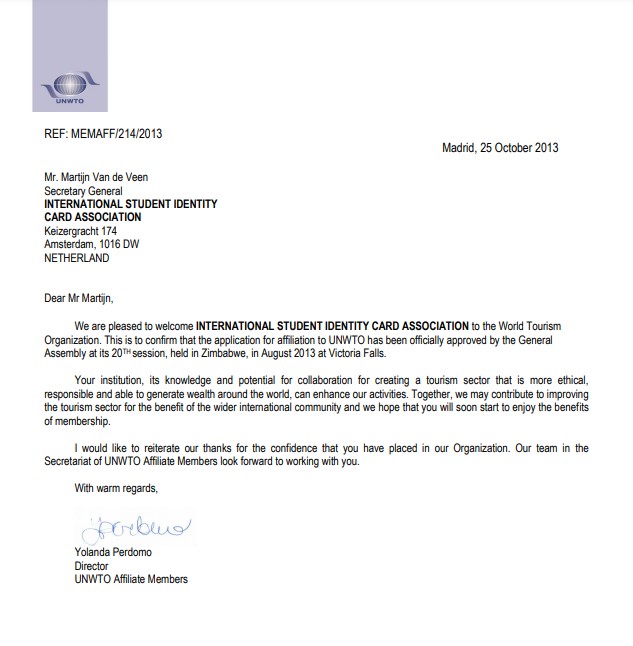 UNWTO
REF: MEMAFF/214/2013
Madrid, 25 October 2013
Mr. Martijn Van de Veen
Secretary General
INTERNATIONAL STUDENT IDENTITY
CARD ASSOCIATION
Keizergracht 174
Amsterdam, 1016 DW
NETHERLAND
Dear Mr Martijn,
We are pleased to welcome INTERNATIONAL STUDENT IDENTITY CARD ASSOCIATION to the World Tourism
Organization. This is to confirm that the application for affiliation to UNWTO has been officially approved by the General
Assembly at its 20TH session, held in Zimbabwe, in August 2013 at Victoria Falls.
Your institution, its knowledge and potential for collaboration for creating a tourism sector that is more ethical,
responsible and able to generate wealth around the world, can enhance our activities. Together, we may contribute to improving
the tourism sector for the benefit of the wider international community and we hope that you will soon start to enjoy the benefits
of membership.
I would like to reiterate our thanks for the confidence that you have placed in our Organization. Our team in the
Secretariat of UNWTO Affiliate Members look forward to working with you.
With warm regards,
Yolanda Perdomo
Director
UNWTO Affiliate Members